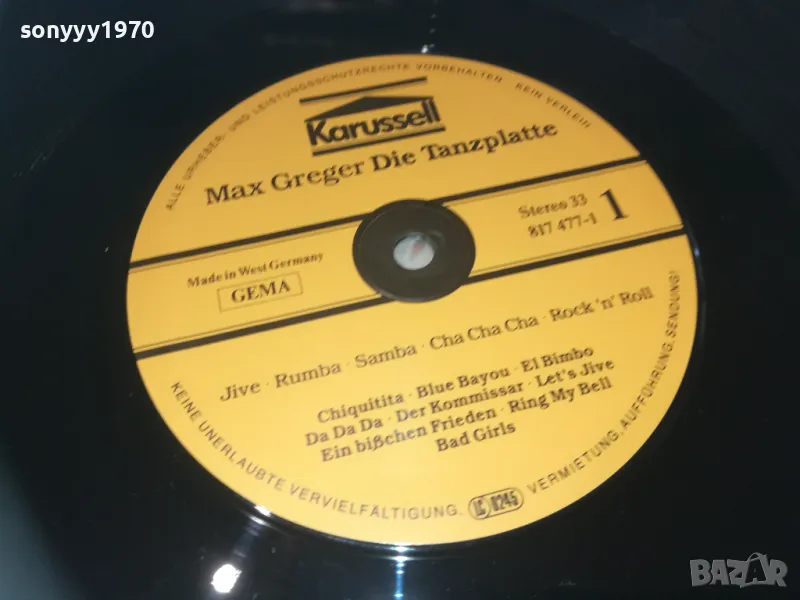 sonyyy1970
ALLE URHEBER- UND LEISTUNGSSCHUTZRECHTE VORBEHALTEN KEIN VERLEIH
Karussell
Max Greger Die Tanzplatte
Stereo 33
817 477-1
1
Made in West Germany
GEMA
Jive · Rumba · Samba · Cha Cha Cha · Rock 'n' Roll
Chiquitita · Blue Bayou · El Bimbo
Da Da Da · Der Kommissar · Let's Jive
Ein bißchen Frieden · Ring My Bell
Bad Girls
KEINE UNERLAUBTE VERVIELFÄLTIGUNG, VERMIETUNG, AUFFÜHRUNG, SENDUNG!
LC 0245
BAZAR
bg